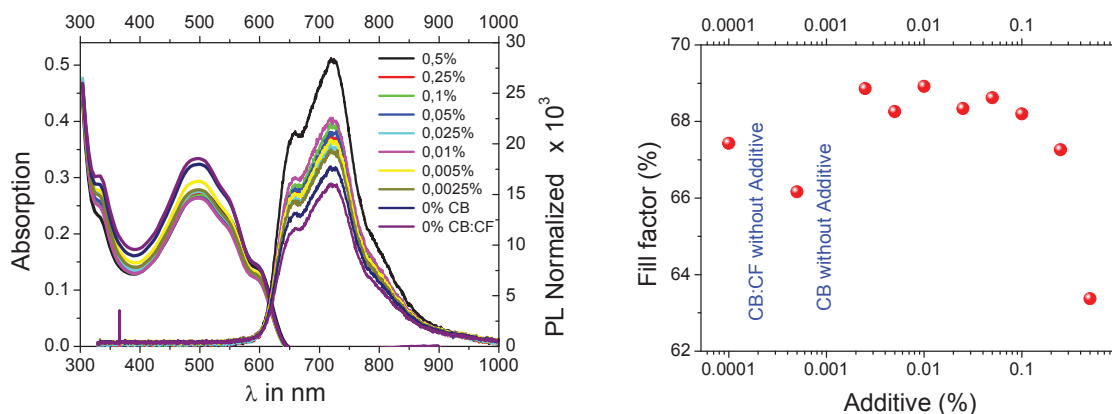 300 400 500 600 700 800 900 1000
0.5
0.4
0.3
0.2
0.1
0.0
Absorption
0,5%
0,25%
0,1%
0,05%
0,025%
0,01%
0,005%
0,0025%
0% CB
0% CB:CF
30
25
20
15
10
5
0
PL Normalized x 10³
300 400 500 600 700 800 900 1000
λ in nm
0.0001 0.001 0.01 0.1
70
68
66
64
62
Fill factor (%)
CB:CF without Additive
CB without Additive
0.0001 0.001 0.01 0.1
Additive (%)